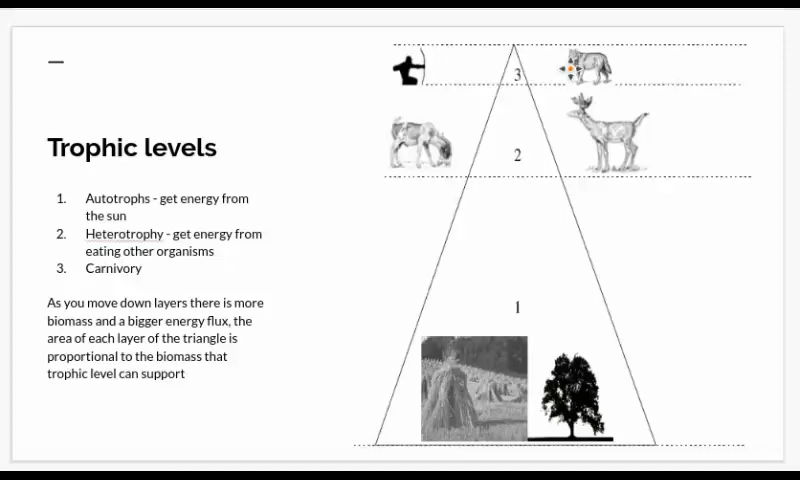 Trophic levels
1. Autotrophs - get energy from
the sun
2. Heterotrophy - get energy from
eating other organisms
3. Carnivory
As you move down layers there is more
biomass and a bigger energy flux, the
area of each layer of the triangle is
proportional to the biomass that
trophic level can support
3
2
1